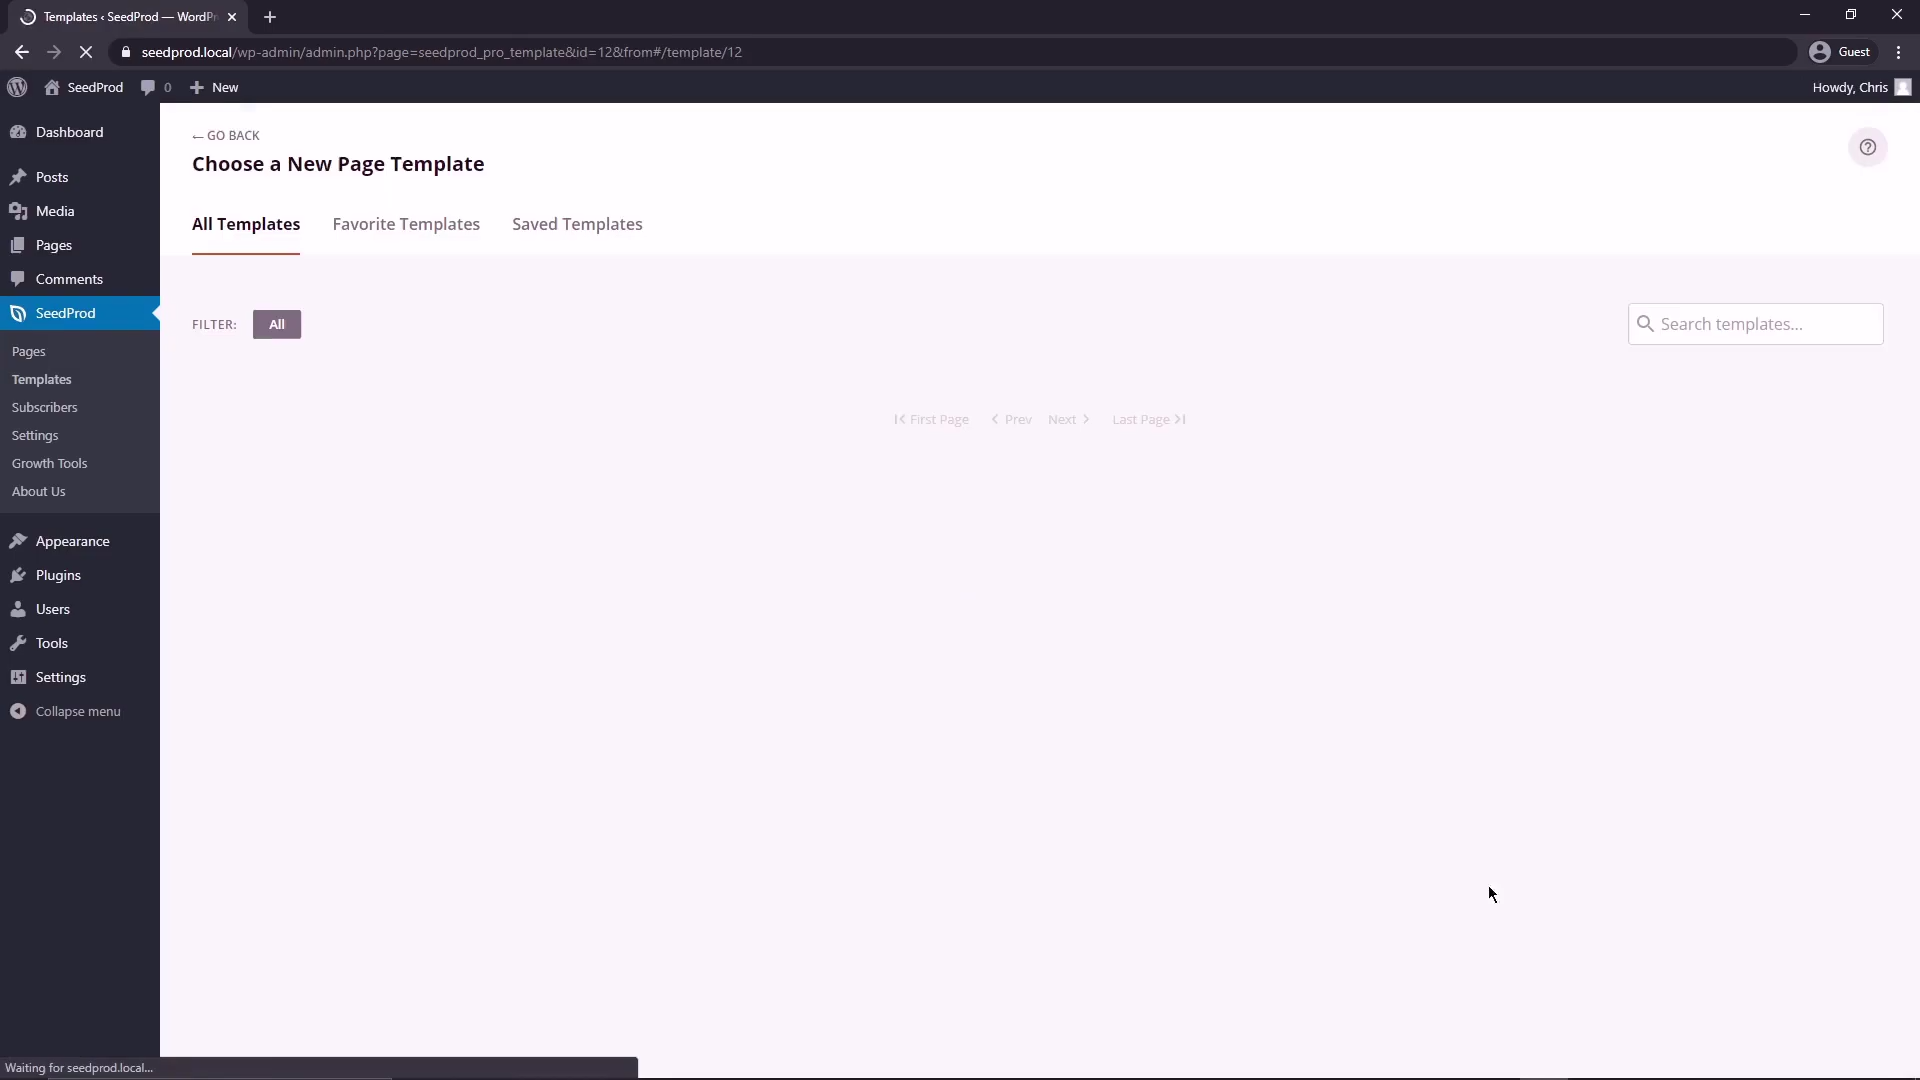 Templates ‹ SeedProd — WordPr
seedprod.local/wp-admin/admin.php?page=seedprod_pro_template&id=12&from#/template/12
Guest
SeedProd
0
New
Howdy, Chris
Dashboard
Posts
Media
Pages
Comments
SeedProd
Pages
Templates
Subscribers
Settings
Growth Tools
About Us
Appearance
Plugins
Users
Tools
Settings
Collapse menu
← GO BACK
Choose a New Page Template
All Templates
Favorite Templates
Saved Templates
FILTER:
All
Search templates...
First Page
Prev
Next
Last Page
Waiting for seedprod.local...